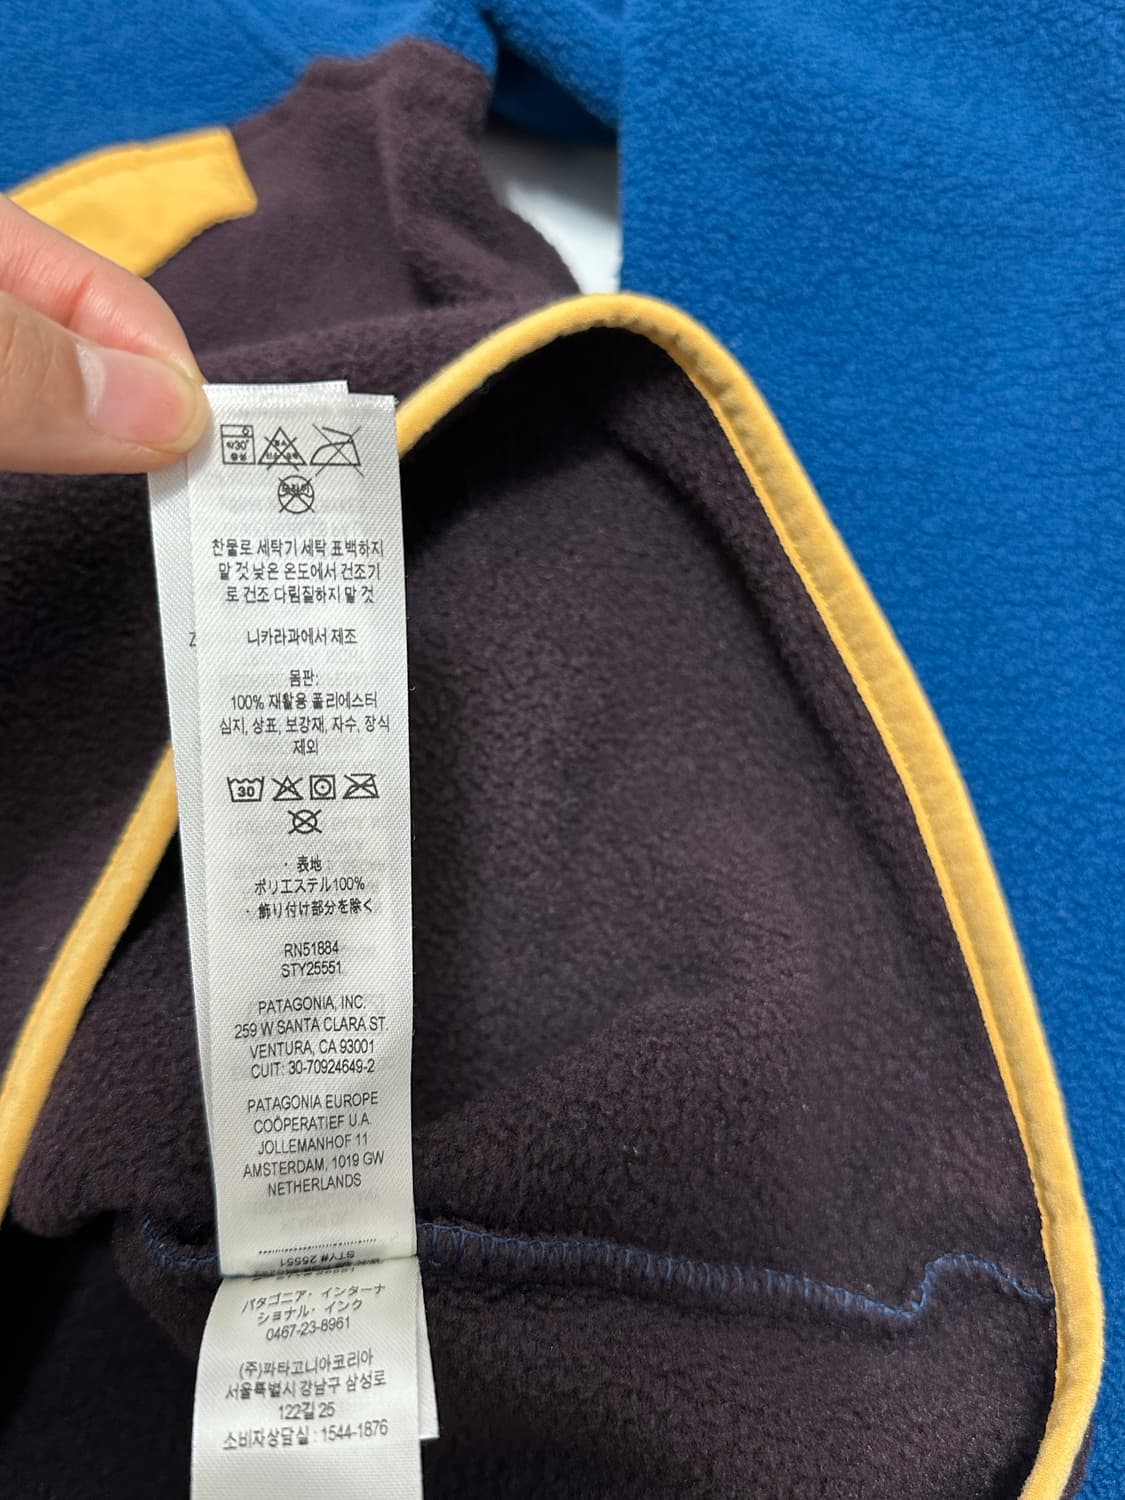 약30°
중성
찬물로 세탁기 세탁 표백하지
말 것 낮은 온도에서 건조기
로 건조 다림질하지 말 것
니카라과에서 제조
몸판:
100% 재활용 폴리에스터
심지, 상표, 보강재, 자수, 장식
제외
30
・表地:
ポリエステル100%
・飾り付け部分を除く
RN51884
STY25551
PATAGONIA, INC.
259 W SANTA CLARA ST.
VENTURA, CA 93001
CUIT: 30-70924649-2
PATAGONIA EUROPE
COÖPERATIEF U.A.
JOLLEMANHOF 11
AMSTERDAM, 1019 GW
NETHERLANDS
STY# 25551
パタゴニア・インターナ
ショナル・インク
0467-23-8961
(주)파타고니아코리아
서울특별시 강남구 삼성로
122길 25
소비자상담실 : 1544-1876